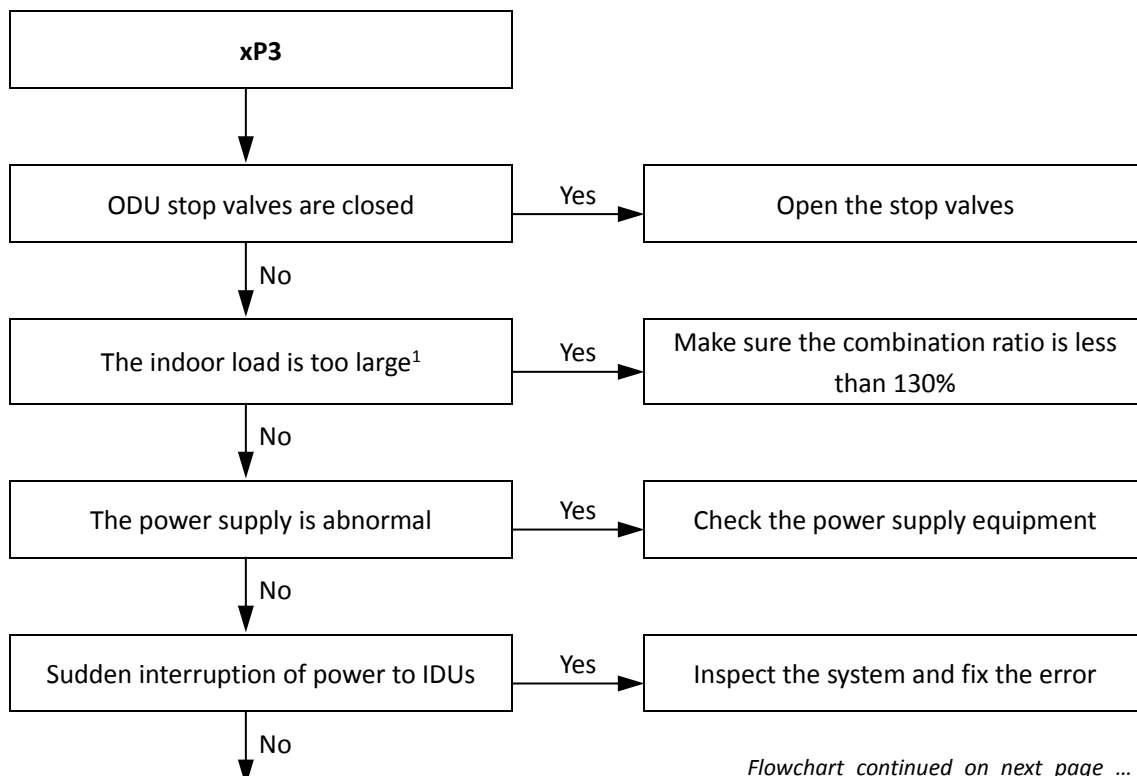 xP3
ODU stop valves are closed
Yes
Open the stop valves
No
The indoor load is too large¹
Yes
Make sure the combination ratio is less
than 130%
No
The power supply is abnormal
Yes
Check the power supply equipment
No
Sudden interruption of power to IDUs
Yes
Inspect the system and fix the error
No
Flowchart continued on next page …